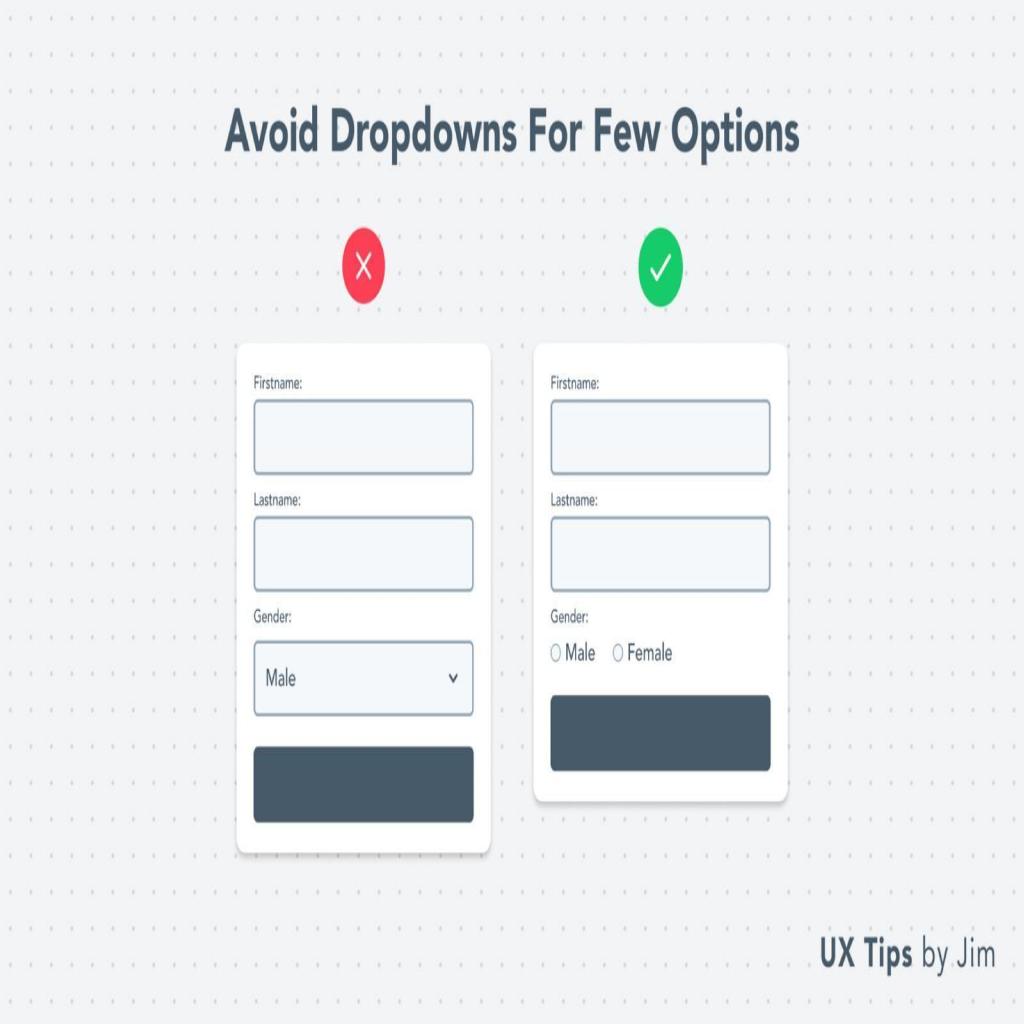 Avoid Dropdowns For Few Options
Firstname:
Lastname:
Gender:
Male
Firstname:
Lastname:
Gender:
Male Female
UX Tips by Jim